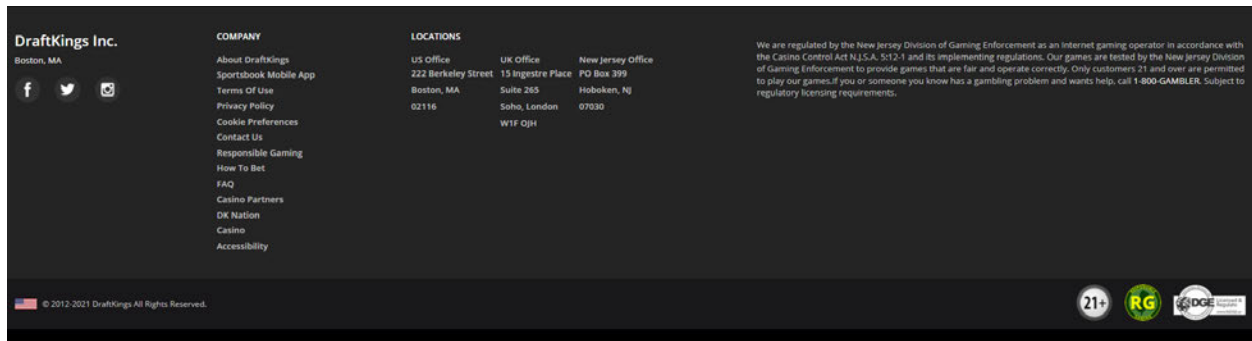 DraftKings Inc.
Boston, MA
COMPANY
About DraftKings
Sportsbook Mobile App
Terms Of Use
Privacy Policy
Cookie Preferences
Contact Us
Responsible Gaming
How To Bet
FAQ
Casino Partners
DK Nation
Casino
Accessibility
LOCATIONS
US Office
222 Berkeley Street
Boston, MA
02116
UK Office
15 Ingestre Place
Suite 265
Soho, London
W1F OJH
New Jersey Office
PO Box 399
Hoboken, NJ
07030
We are regulated by the New Jersey Division of Gaming Enforcement as an Internet gaming operator in accordance with
the Casino Control Act N.J.S.A. 5:12-1 and its implementing regulations. Our games are tested by the New Jersey Division
of Gaming Enforcement to provide games that are fair and operate correctly. Only customers 21 and over are permitted
to play our games.If you or someone you know has a gambling problem and wants help, call 1-800-GAMBLER. Subject to
regulatory licensing requirements.
© 2012-2021 DraftKings All Rights Reserved.
21+
RG
DGE